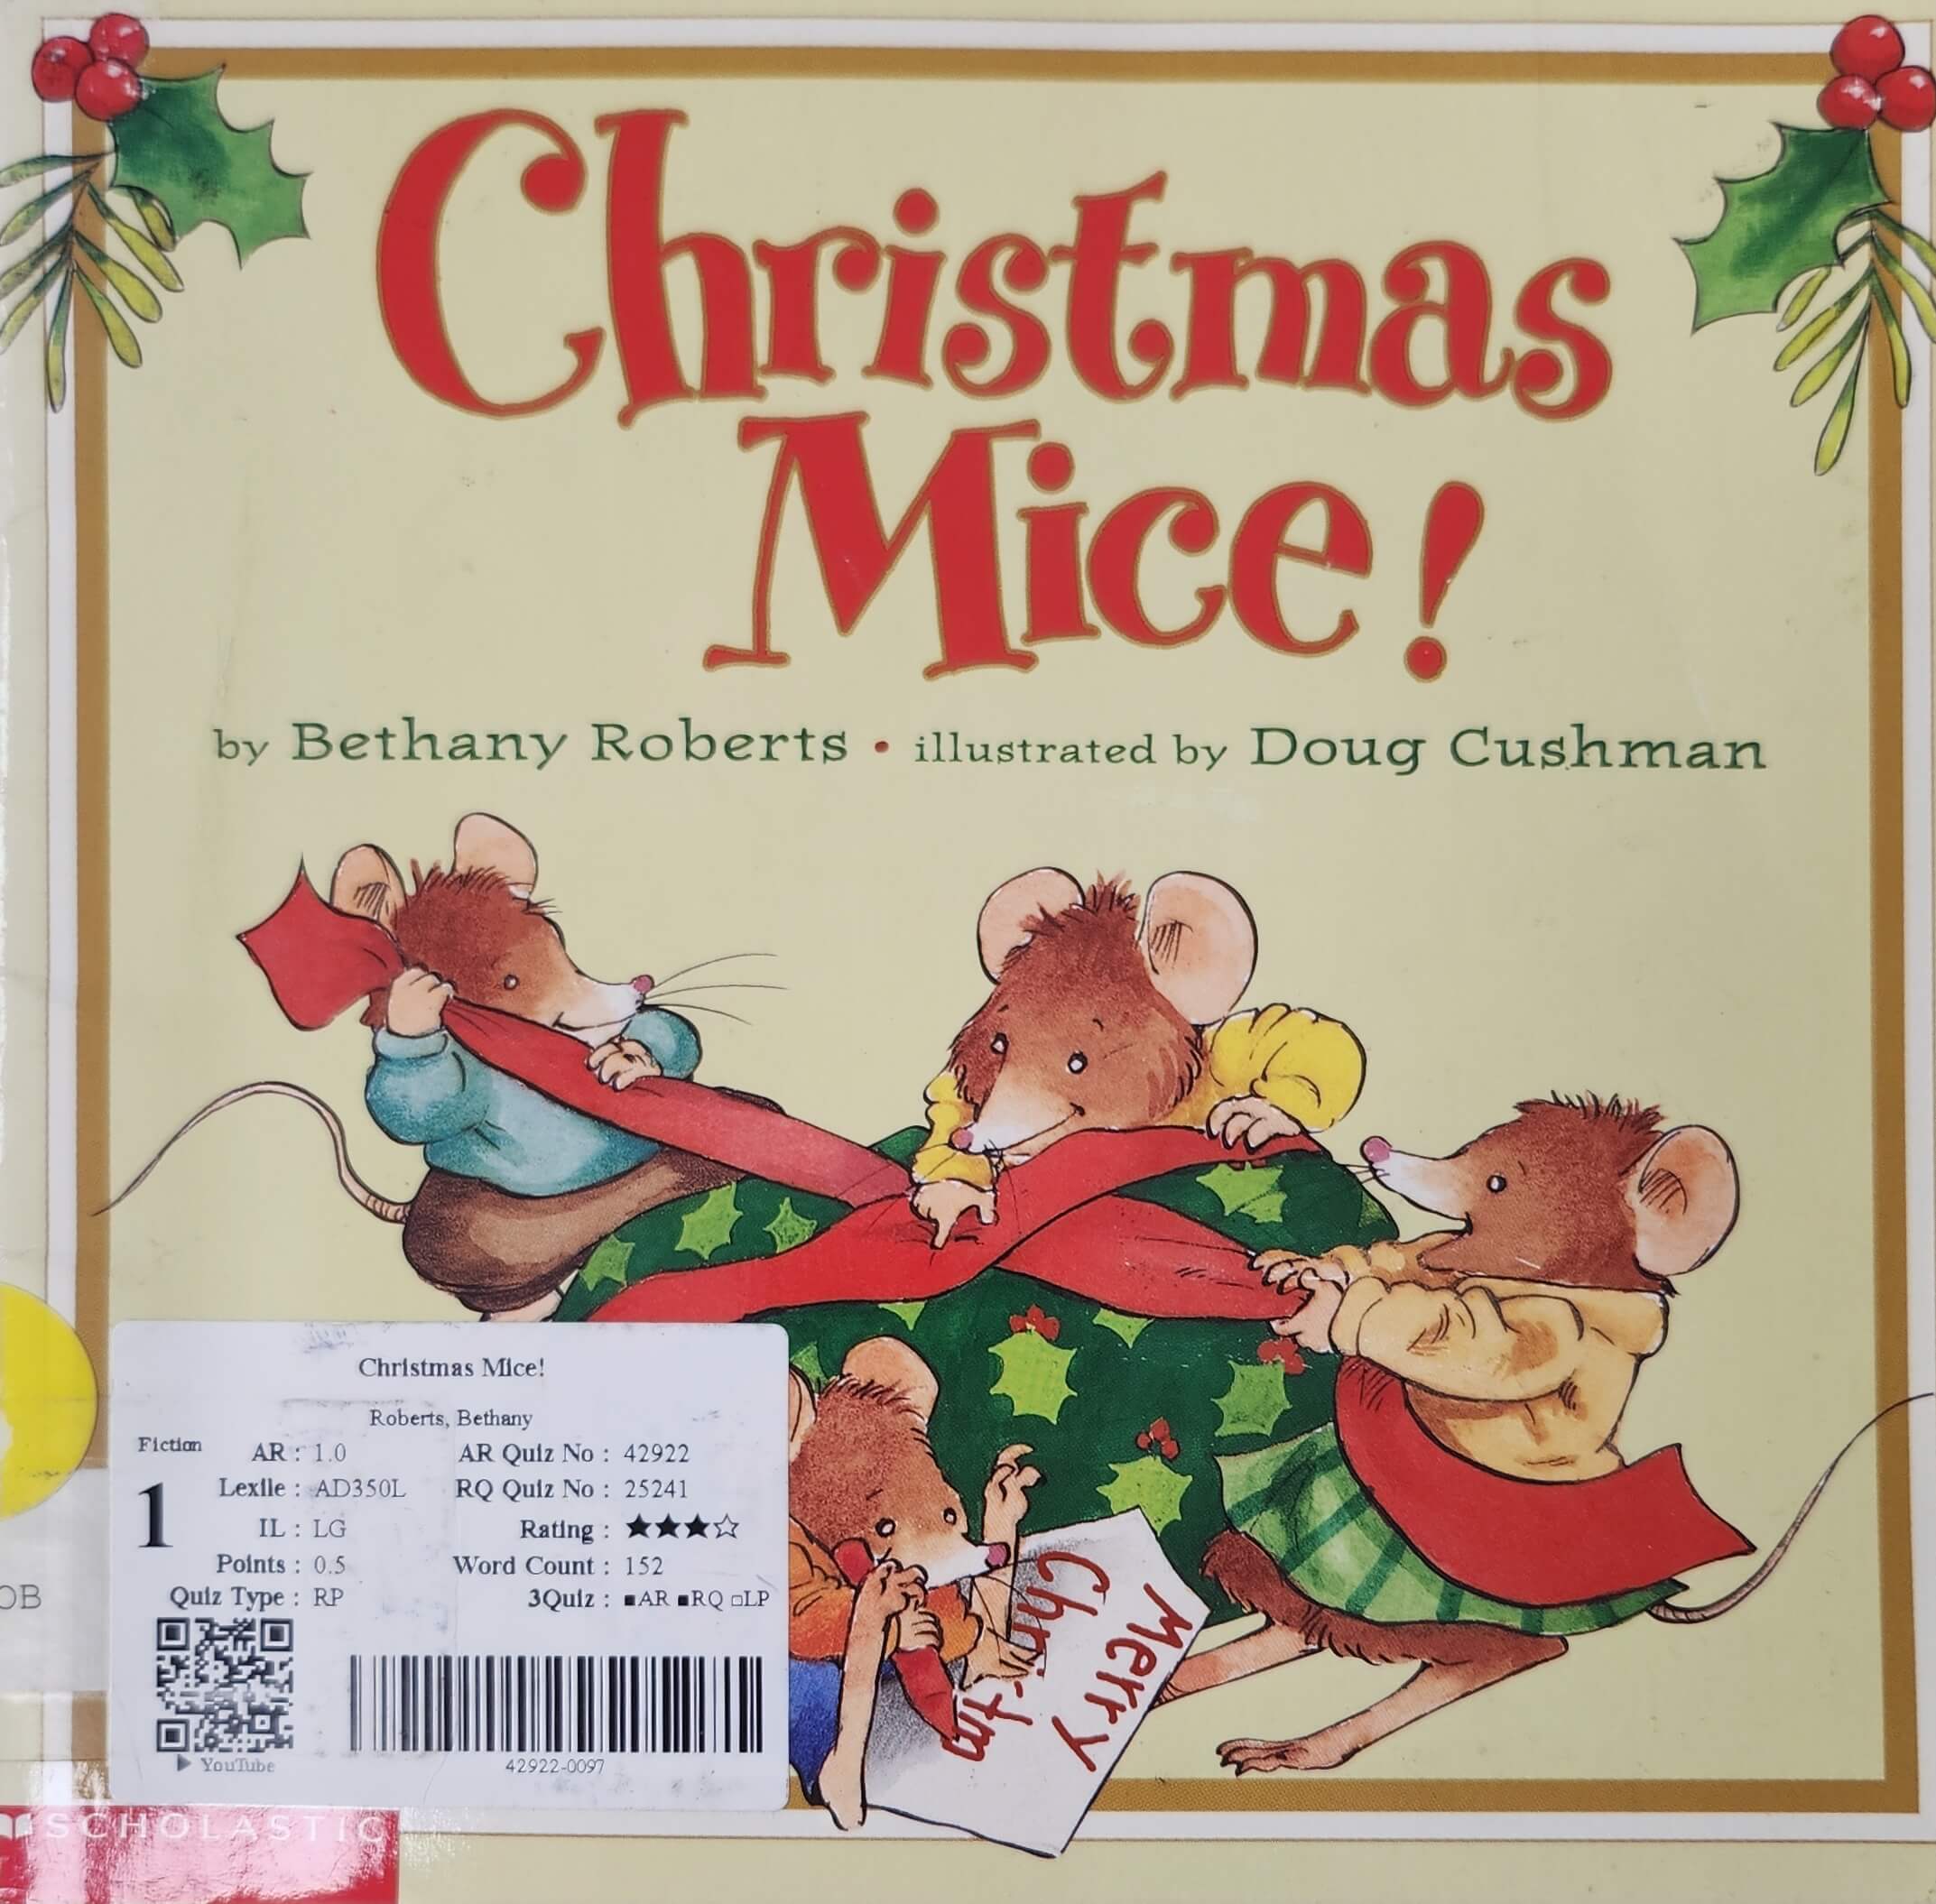 Christmas
Mice!
by Bethany Roberts • illustrated by Doug Cushman
Christmas Mice!
Roberts, Bethany
Fiction
1
AR : 1.0
Lexile : AD350L
IL : LG
Points : 0.5
Quiz Type : RP
AR Quiz No : 42922
RQ Quiz No : 25241
Rating : ★★★☆
Word Count : 152
3Quiz : ■AR ■RQ □LP
▶ YouTube
42922-0097
Merry
Christm
OB
SCHOLASTIC